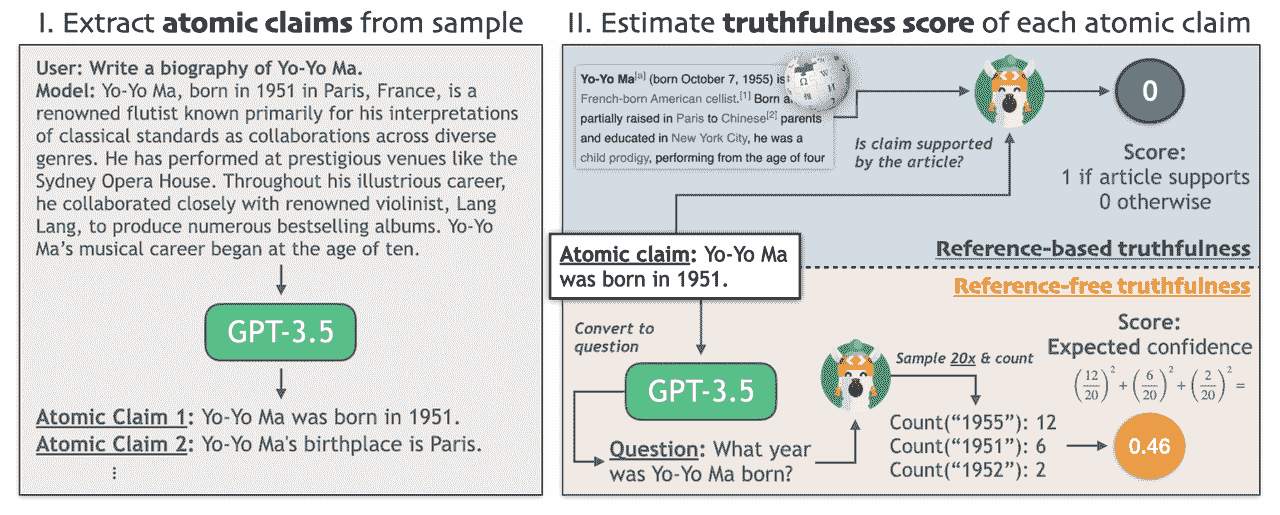 I. Extract atomic claims from sample
User: Write a biography of Yo-Yo Ma.
Model: Yo-Yo Ma, born in 1951 in Paris, France, is a
renowned flutist known primarily for his interpretations
of classical standards as collaborations across diverse
genres. He has performed at prestigious venues like the
Sydney Opera House. Throughout his illustrious career,
he collaborated closely with renowned violinist, Lang
Lang, to produce numerous bestselling albums. Yo-Yo
Ma's musical career began at the age of ten.
GPT-3.5
Atomic Claim 1: Yo-Yo Ma was born in 1951.
Atomic Claim 2: Yo-Yo Ma's birthplace is Paris.
⋮
II. Estimate truthfulness score of each atomic claim
Yo-Yo Ma[a] (born October 7, 1955) is
French-born American cellist.[1] Born
partially raised in Paris to Chinese[2] parents
and educated in New York City, he was a
child prodigy, performing from the age of four
Is claim supported
by the article?
0
Score:
1 if article supports
0 otherwise
Reference-based truthfulness
Atomic claim: Yo-Yo Ma
was born in 1951.
Reference-free truthfulness
Convert to
question
GPT-3.5
Question: What year
was Yo-Yo Ma born?
Sample 20x & count
Count("1955"): 12
Count("1951"): 6
Count("1952"): 2
Score:
Expected confidence
(12/20)² + (6/20)² + (2/20)² =
0.46